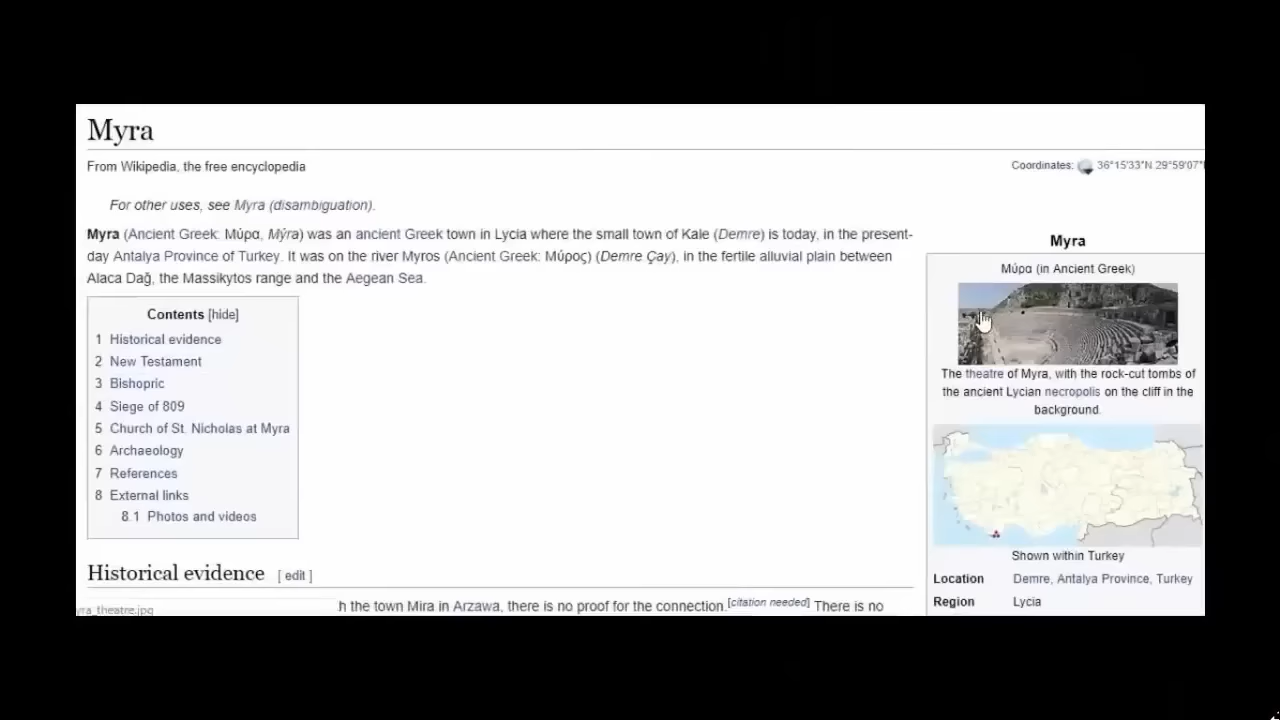 Myra
From Wikipedia, the free encyclopedia
Coordinates: 36°15′33″N 29°59′07″
For other uses, see Myra (disambiguation).
Myra (Ancient Greek: Μύρα, Mýra) was an ancient Greek town in Lycia where the small town of Kale (Demre) is today, in the present-
day Antalya Province of Turkey. It was on the river Myros (Ancient Greek: Μύρος) (Demre Çay), in the fertile alluvial plain between
Alaca Dağ, the Massikytos range and the Aegean Sea.
Contents [hide]
1 Historical evidence
2 New Testament
3 Bishopric
4 Siege of 809
5 Church of St. Nicholas at Myra
6 Archaeology
7 References
8 External links
8.1 Photos and videos
Historical evidence [ edit ]
yra_theatre.jpg
h the town Mira in Arzawa, there is no proof for the connection.[citation needed] There is no
Myra
Μύρα (in Ancient Greek)
The theatre of Myra, with the rock-cut tombs of
the ancient Lycian necropolis on the cliff in the
background.
Shown within Turkey
Location Demre, Antalya Province, Turkey
Region Lycia